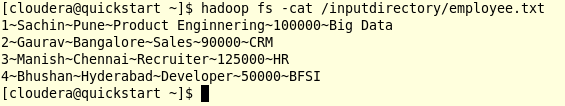 [cloudera@quickstart ~]$ hadoop fs -cat /inputdirectory/employee.txt
1~Sachin~Pune~Product Enginnering~100000~Big Data
2~Gaurav~Bangalore~Sales~90000~CRM
3~Manish~Chennai~Recruiter~125000~HR
4~Bhushan~Hyderabad~Developer~50000~BFSI
[cloudera@quickstart ~]$